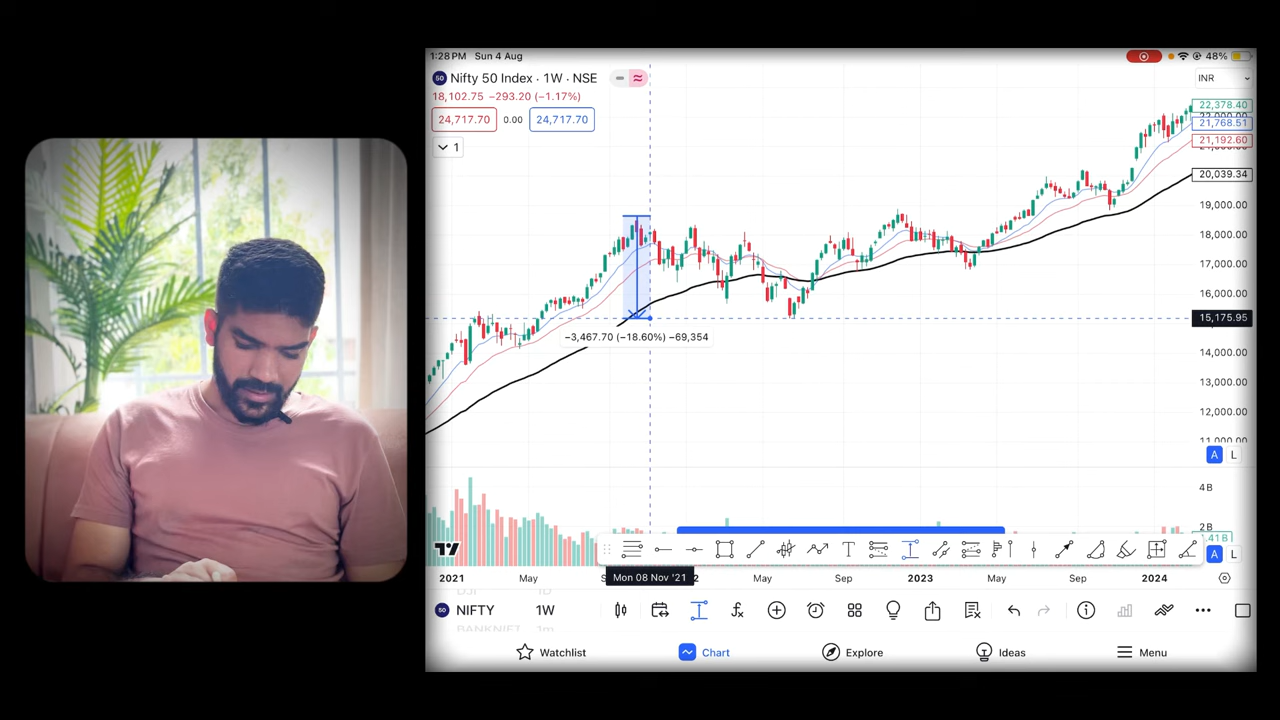 1:28 PM Sun 4 Aug
48%
50 Nifty 50 Index · 1W · NSE
INR
18,102.75 −293.20 (−1.17%)
24,717.70 0.00 24,717.70
1
22,378.40
21,768.51
21,192.60
20,039.34
19,000.00
18,000.00
17,000.00
16,000.00
15,175.95
14,000.00
13,000.00
12,000.00
11,000.00
−3,467.70 (−18.60%) −69,354
A L
4 B
2 B
A L
2021 May Mon 08 Nov '21 May Sep 2023 May Sep 2024
50 NIFTY 1W
Watchlist Chart Explore Ideas Menu